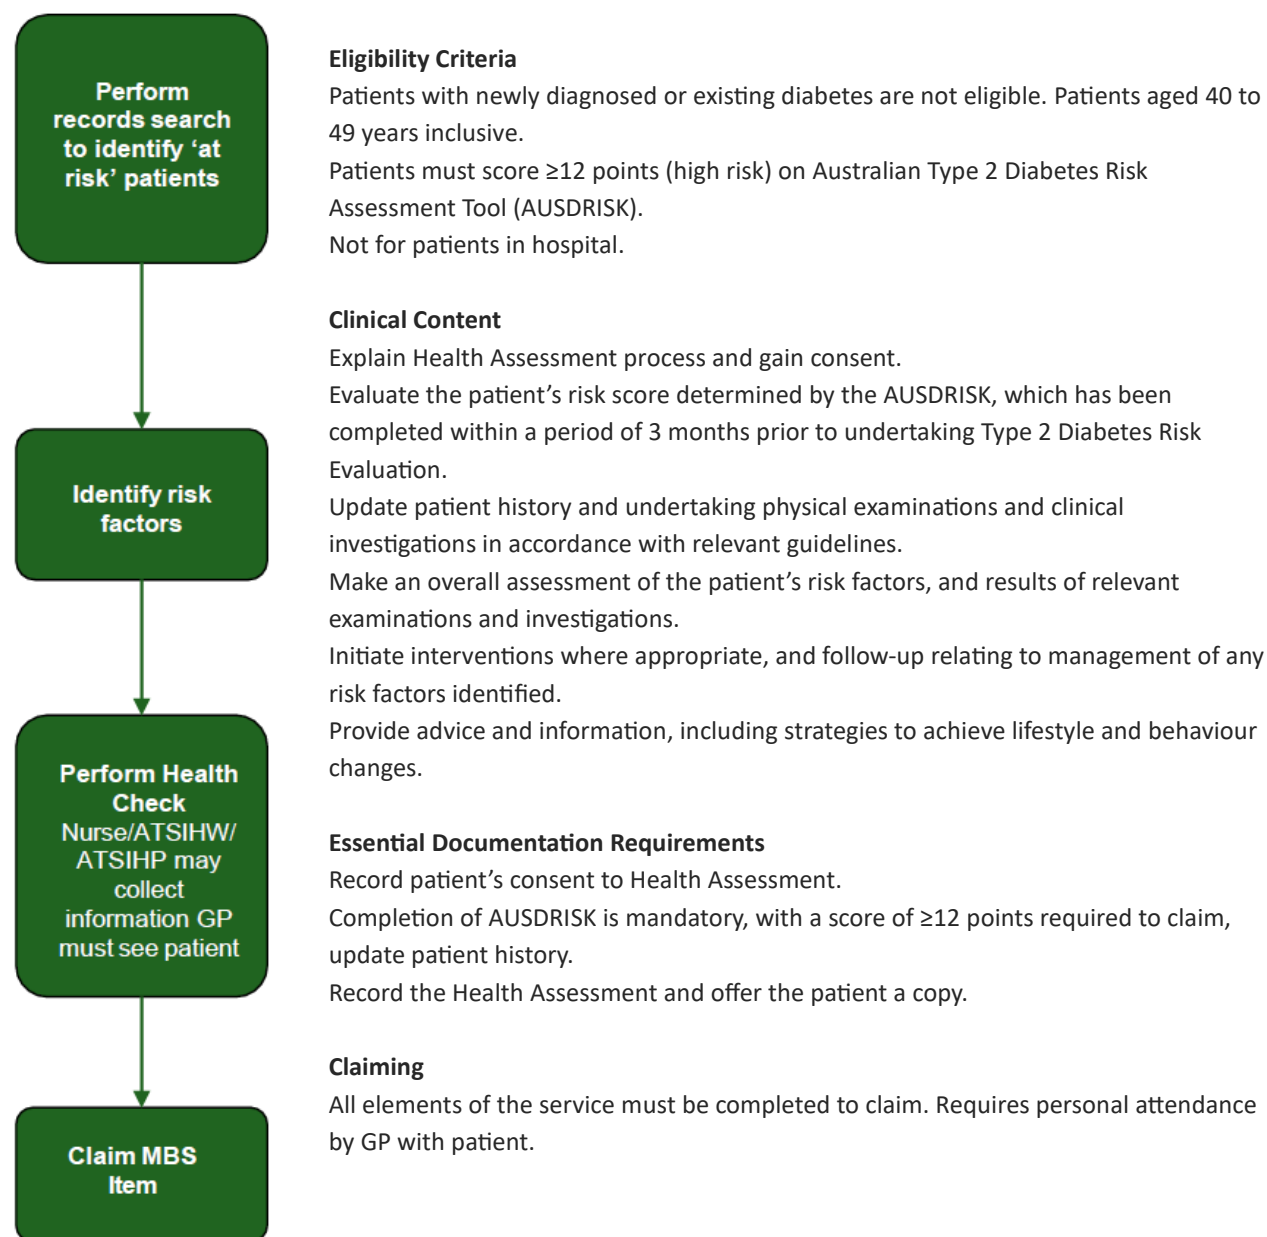 Perform
records search
to identify ‘at
risk’ patients
Identify risk
factors
Perform Health
Check
Nurse/ATSIHW/
ATSIHP may
collect
information GP
must see patient
Claim MBS
Item
Eligibility Criteria
Patients with newly diagnosed or existing diabetes are not eligible. Patients aged 40 to
49 years inclusive.
Patients must score ≥12 points (high risk) on Australian Type 2 Diabetes Risk
Assessment Tool (AUSDRISK).
Not for patients in hospital.
Clinical Content
Explain Health Assessment process and gain consent.
Evaluate the patient’s risk score determined by the AUSDRISK, which has been
completed within a period of 3 months prior to undertaking Type 2 Diabetes Risk
Evaluation.
Update patient history and undertaking physical examinations and clinical
investigations in accordance with relevant guidelines.
Make an overall assessment of the patient’s risk factors, and results of relevant
examinations and investigations.
Initiate interventions where appropriate, and follow-up relating to management of any
risk factors identified.
Provide advice and information, including strategies to achieve lifestyle and behaviour
changes.
Essential Documentation Requirements
Record patient’s consent to Health Assessment.
Completion of AUSDRISK is mandatory, with a score of ≥12 points required to claim,
update patient history.
Record the Health Assessment and offer the patient a copy.
Claiming
All elements of the service must be completed to claim. Requires personal attendance
by GP with patient.